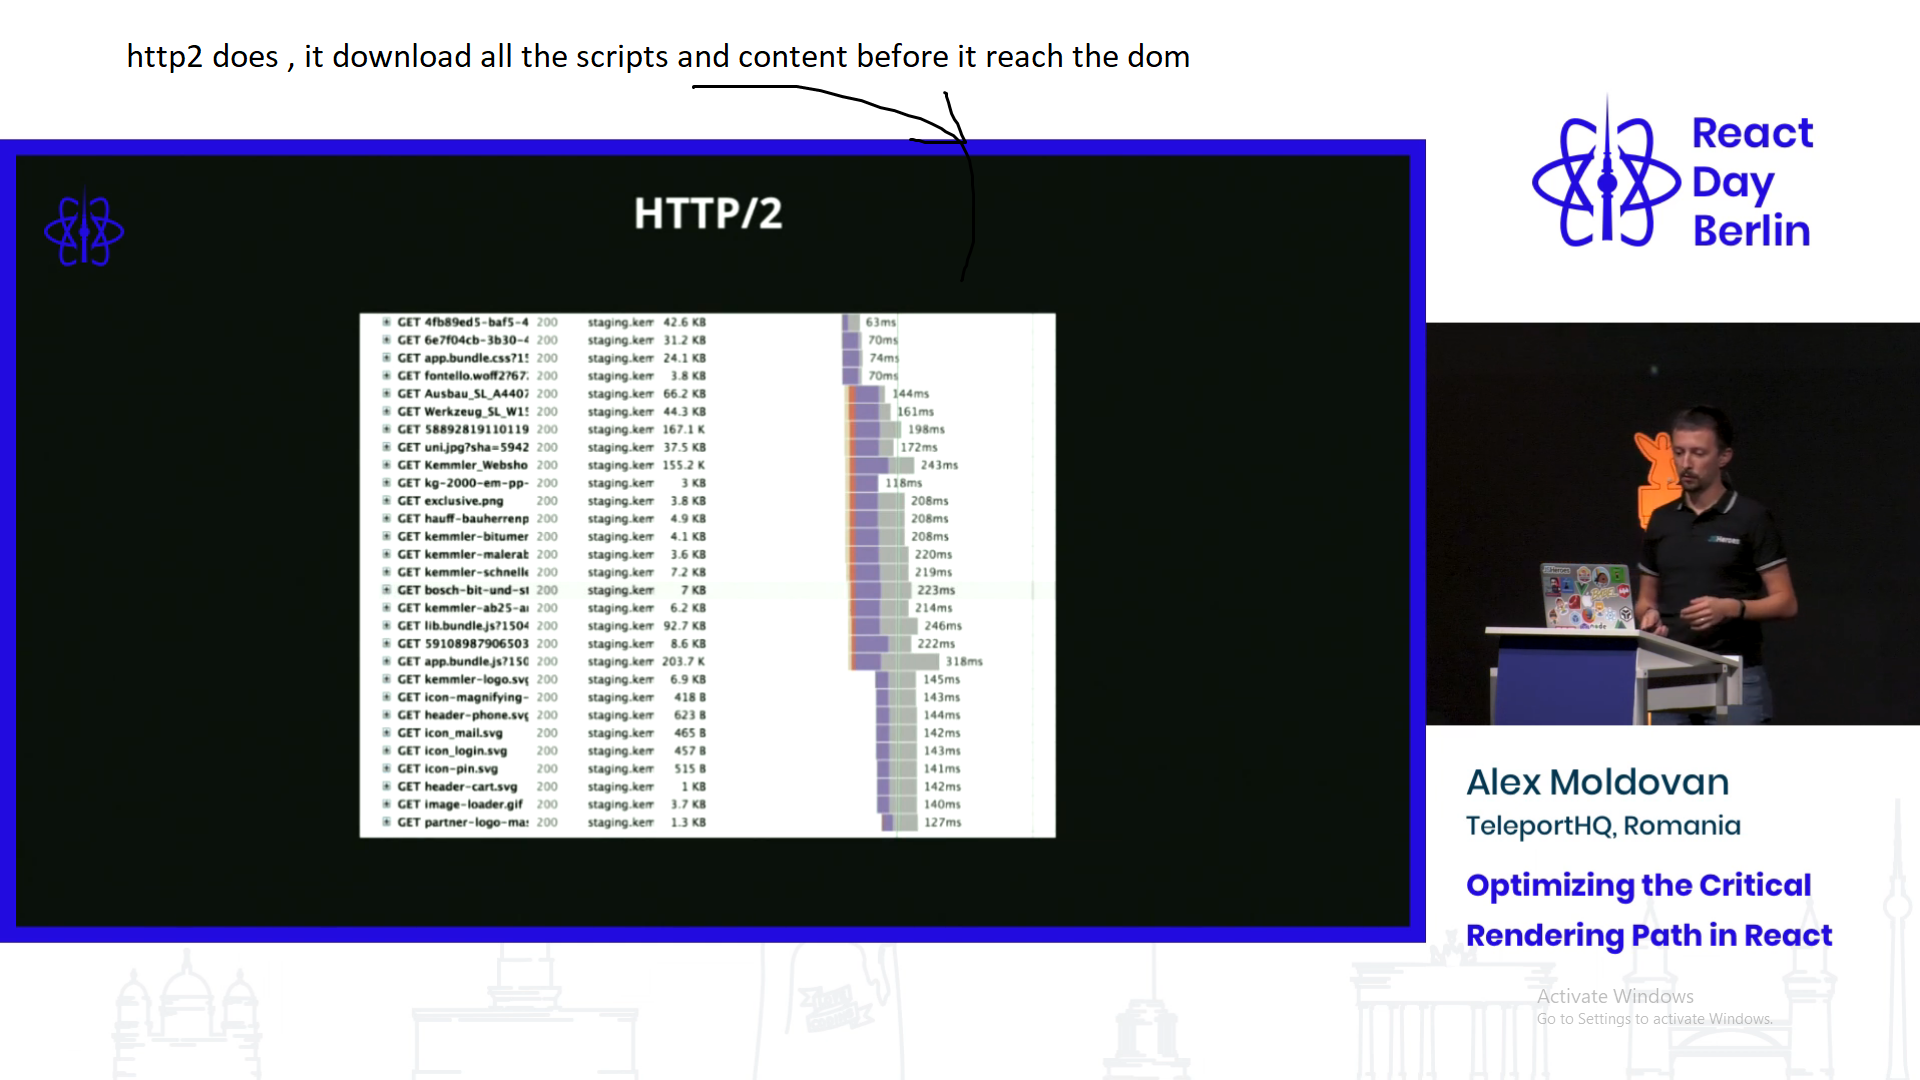 http2 does , it download all the scripts and content before it reach the dom
React
Day
Berlin
HTTP/2
GET 4fb89ed5-baf5-4 200 staging.kem 42.6 KB 63ms
GET 6e7f04cb-3b30-4 200 staging.kem 31.2 KB 70ms
GET app.bundle.css?15 200 staging.kem 24.1 KB 74ms
GET fontello.woff2?67 200 staging.kem 3.8 KB 70ms
GET Ausbau_SL_A4407 200 staging.kem 66.2 KB 144ms
GET Werkzeug_SL_W15 200 staging.kem 44.3 KB 161ms
GET 58892819110119 200 staging.kem 167.1 K 198ms
GET uni.jpg?sha=5942 200 staging.kem 37.5 KB 172ms
GET Kemmler_Websho 200 staging.kem 155.2 K 243ms
GET kg-2000-em-pp- 200 staging.kem 3 KB 118ms
GET exclusive.png 200 staging.kem 3.8 KB 208ms
GET hauff-bauherrenp 200 staging.kem 4.9 KB 208ms
GET kemmler-bitumer 200 staging.kem 4.1 KB 208ms
GET kemmler-malerab 200 staging.kem 3.6 KB 220ms
GET kemmler-schnelle 200 staging.kem 7.2 KB 219ms
GET bosch-bit-und-st 200 staging.kem 7 KB 223ms
GET kemmler-ab25-ai 200 staging.kem 6.2 KB 214ms
GET lib.bundle.js?1504 200 staging.kem 92.7 KB 246ms
GET 59108987906503 200 staging.kem 8.6 KB 222ms
GET app.bundle.js?150 200 staging.kem 203.7 K 318ms
GET kemmler-logo.svg 200 staging.kem 6.9 KB 145ms
GET icon-magnifying- 200 staging.kem 418 B 143ms
GET header-phone.svg 200 staging.kem 623 B 144ms
GET icon_mail.svg 200 staging.kem 465 B 142ms
GET icon_login.svg 200 staging.kem 457 B 143ms
GET icon-pin.svg 200 staging.kem 515 B 141ms
GET header-cart.svg 200 staging.kem 1 KB 142ms
GET image-loader.gif 200 staging.kem 3.7 KB 140ms
GET partner-logo-mas 200 staging.kem 1.3 KB 127ms
JSHeroes
Alex Moldovan
TeleportHQ, Romania
Optimizing the Critical
Rendering Path in React
Activate Windows
Go to Settings to activate Windows.